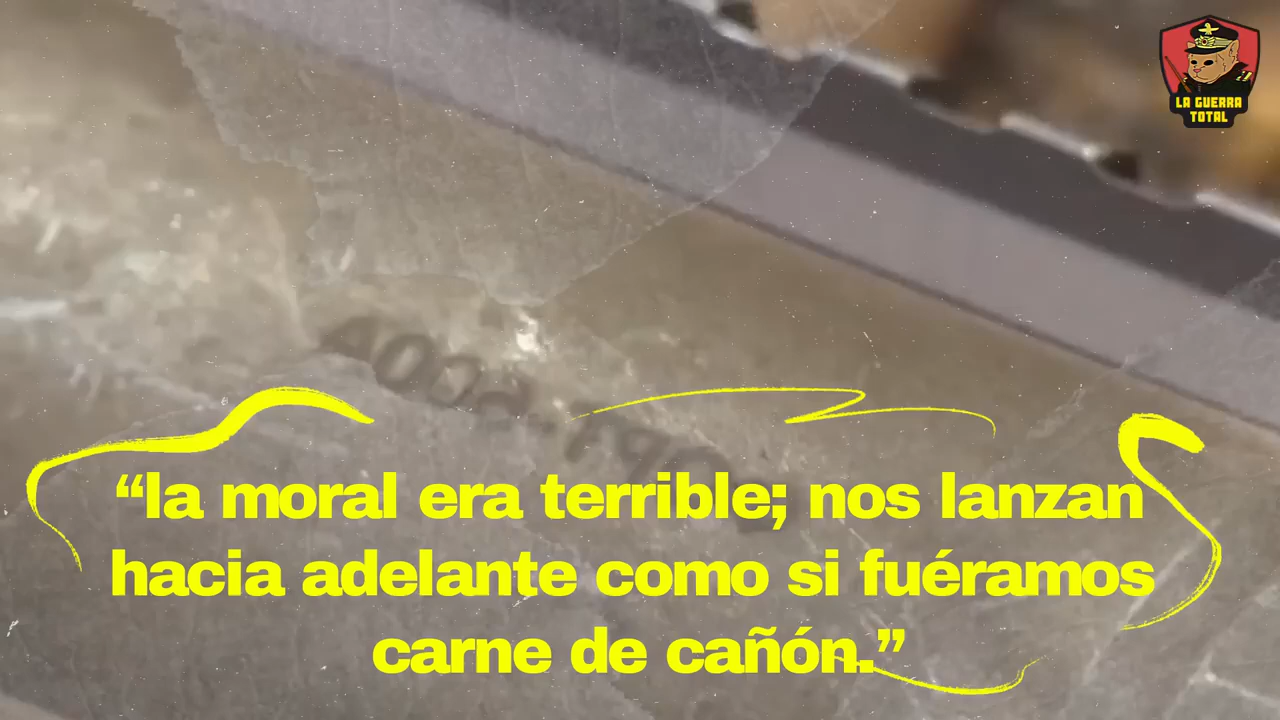 LA GUERRA
TOTAL
“la moral era terrible; nos lanzan
hacia adelante como si fuéramos
carne de cañón.”